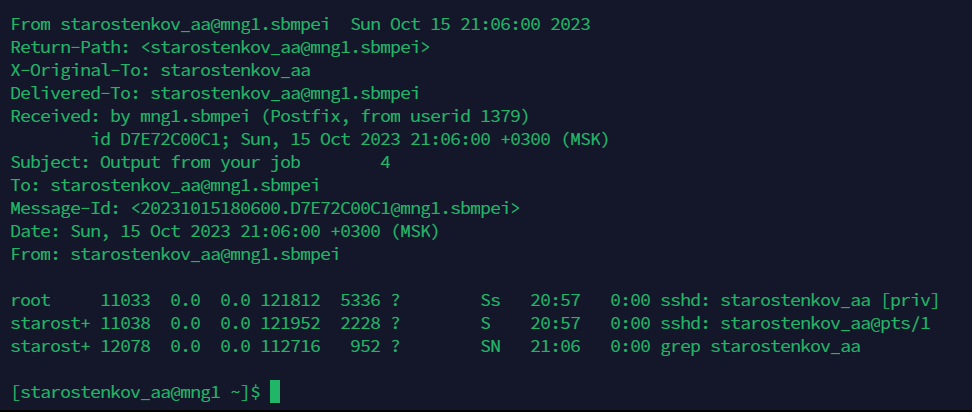 From starostenkov_aa@mng1.sbmpei  Sun Oct 15 21:06:00 2023
Return-Path: <starostenkov_aa@mng1.sbmpei>
X-Original-To: starostenkov_aa
Delivered-To: starostenkov_aa@mng1.sbmpei
Received: by mng1.sbmpei (Postfix, from userid 1379)
        id D7E72C00C1; Sun, 15 Oct 2023 21:06:00 +0300 (MSK)
Subject: Output from your job        4
To: starostenkov_aa@mng1.sbmpei
Message-Id: <20231015180600.D7E72C00C1@mng1.sbmpei>
Date: Sun, 15 Oct 2023 21:06:00 +0300 (MSK)
From: starostenkov_aa@mng1.sbmpei

root     11033  0.0  0.0 121812  5336 ?        Ss   20:57   0:00 sshd: starostenkov_aa [priv]
starost+ 11038  0.0  0.0 121952  2228 ?        S    20:57   0:00 sshd: starostenkov_aa@pts/1
starost+ 12078  0.0  0.0 112716   952 ?        SN   21:06   0:00 grep starostenkov_aa

[starostenkov_aa@mng1 ~]$